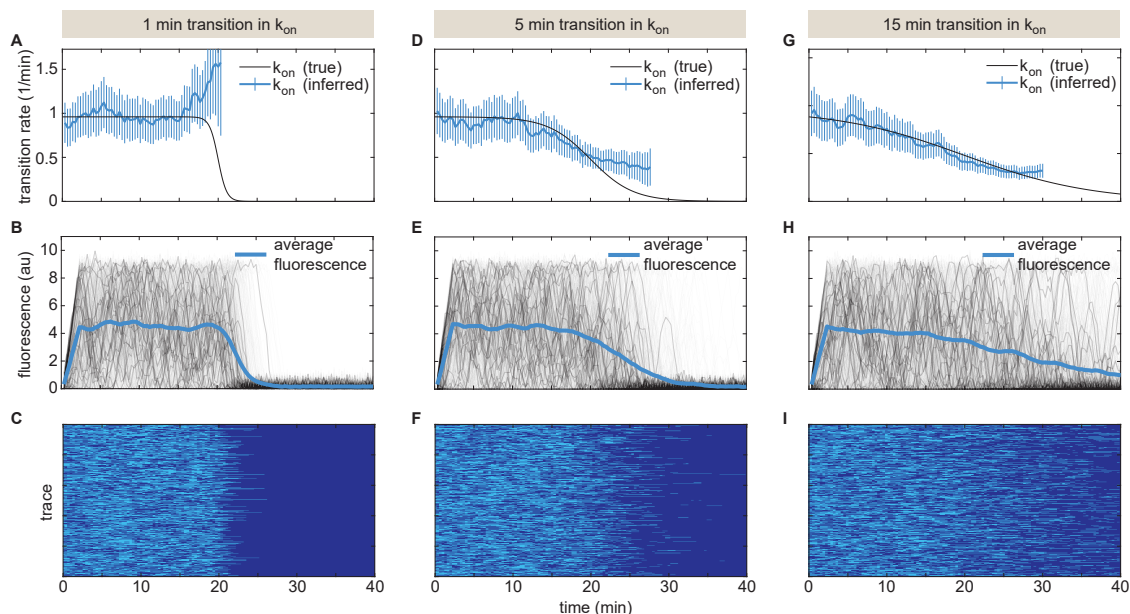 1 min transition in kon
5 min transition in kon
15 min transition in kon
A
D
G
transition rate (1/min)
1.5
1
0.5
0
kon (true)
kon (inferred)
kon (true)
kon (inferred)
kon (true)
kon (inferred)
B
E
H
fluorescence (au)
10
8
6
4
2
0
average
fluorescence
average
fluorescence
average
fluorescence
C
F
I
trace
0 10 20 30 40
0 10 20 30 40
0 10 20 30 40
time (min)